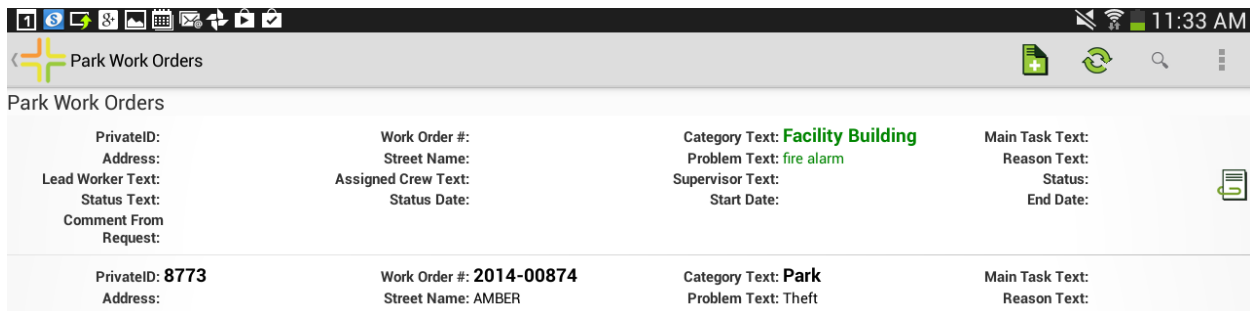 1 S 8+ 11:33 AM
Park Work Orders
Park Work Orders
PrivateID: Work Order #: Category Text: Facility Building Main Task Text:
Address: Street Name: Problem Text: fire alarm Reason Text:
Lead Worker Text: Assigned Crew Text: Supervisor Text: Status:
Status Text: Status Date: Start Date: End Date:
Comment From
Request:
PrivateID: 8773 Work Order #: 2014-00874 Category Text: Park Main Task Text:
Address: Street Name: AMBER Problem Text: Theft Reason Text: